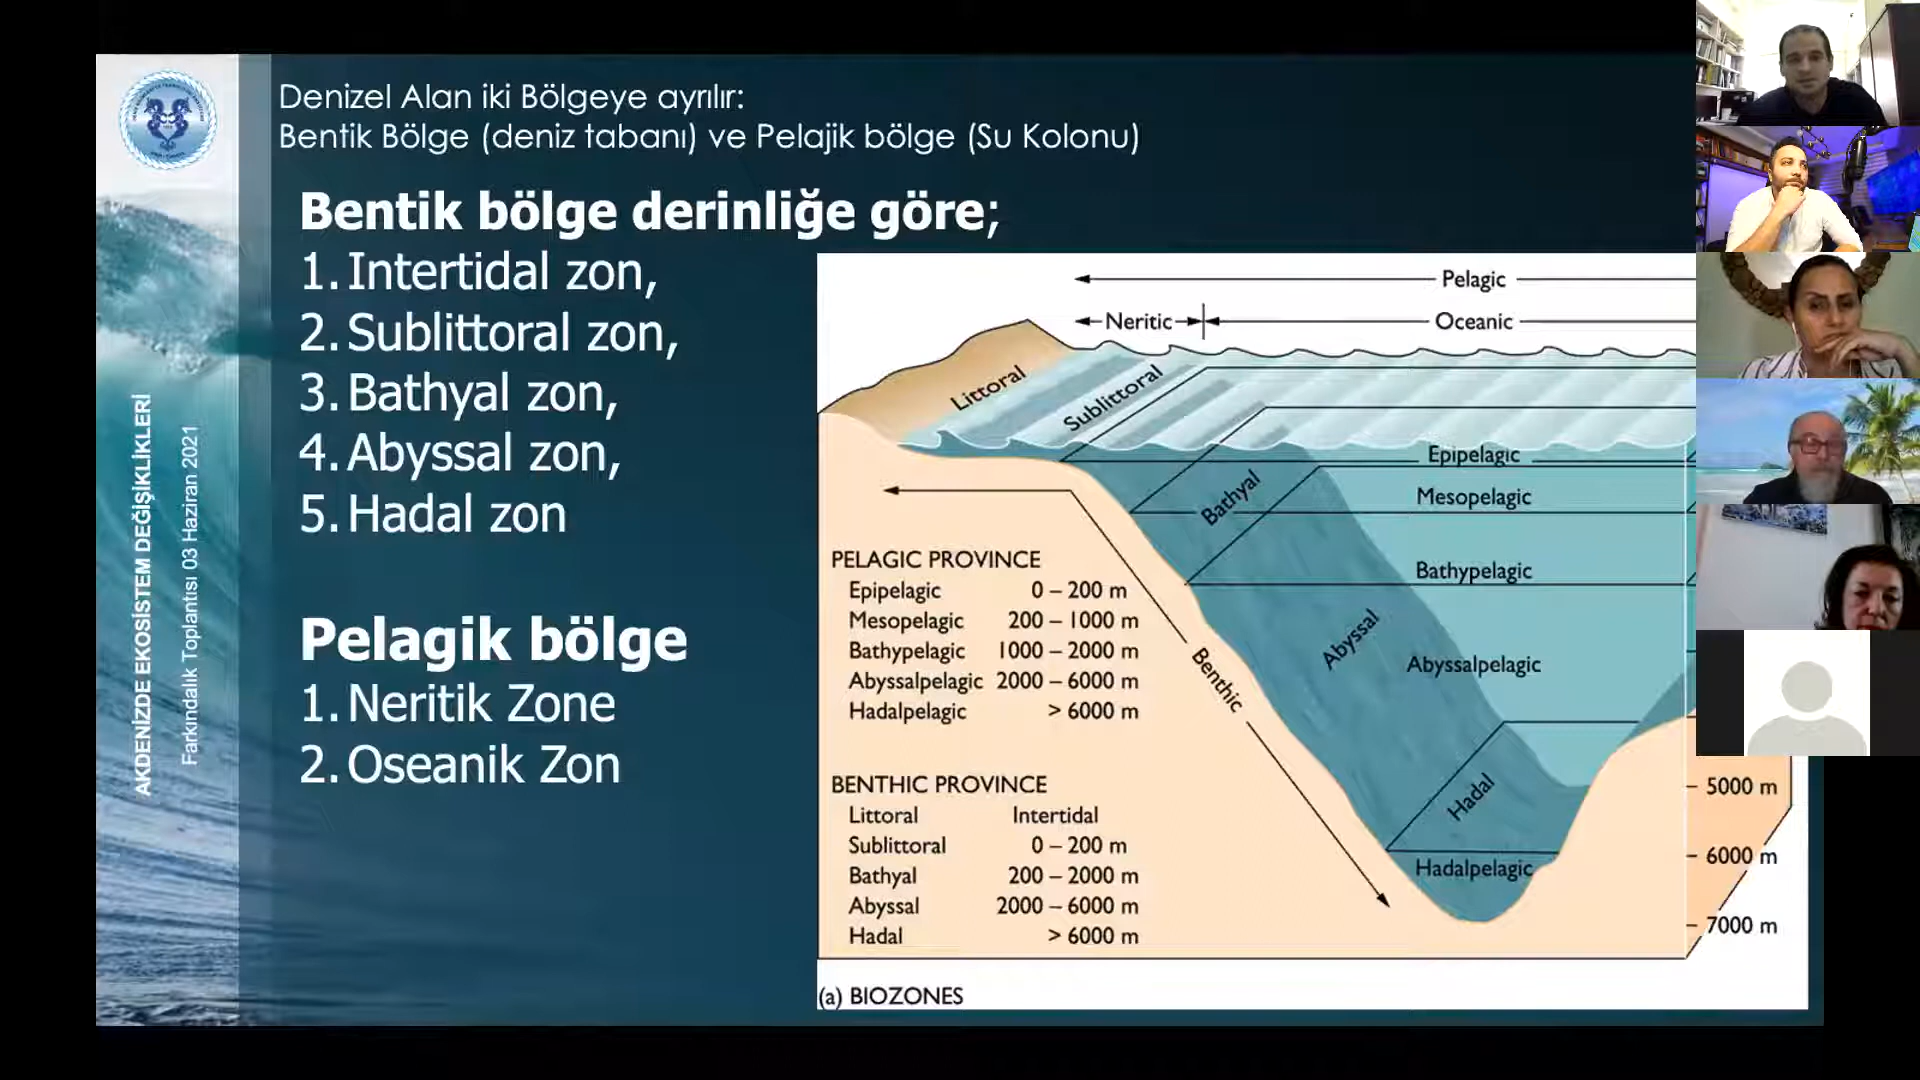 Denizel Alan iki Bölgeye ayrılır:
Bentik Bölge (deniz tabanı) ve Pelajik bölge (Su Kolonu)
Bentik bölge derinliğe göre;
1. Intertidal zon,
2. Sublittoral zon,
3. Bathyal zon,
4. Abyssal zon,
5. Hadal zon
Pelagik bölge
1. Neritik Zone
2. Oseanik Zon
AKDENİZDE EKOSİSTEM DEĞİŞİKLİKLERİ
Farkındalık Toplantısı 03 Haziran 2021
Pelagic
Neritic
Oceanic
Littoral
Sublittoral
Bathyal
Abyssal
Hadal
Epipelagic
Mesopelagic
Bathypelagic
Abyssalpelagic
Hadalpelagic
Benthic
PELAGIC PROVINCE
Epipelagic 0 – 200 m
Mesopelagic 200 – 1000 m
Bathypelagic 1000 – 2000 m
Abyssalpelagic 2000 – 6000 m
Hadalpelagic > 6000 m
BENTHIC PROVINCE
Littoral Intertidal
Sublittoral 0 – 200 m
Bathyal 200 – 2000 m
Abyssal 2000 – 6000 m
Hadal > 6000 m
5000 m
6000 m
7000 m
(a) BIOZONES